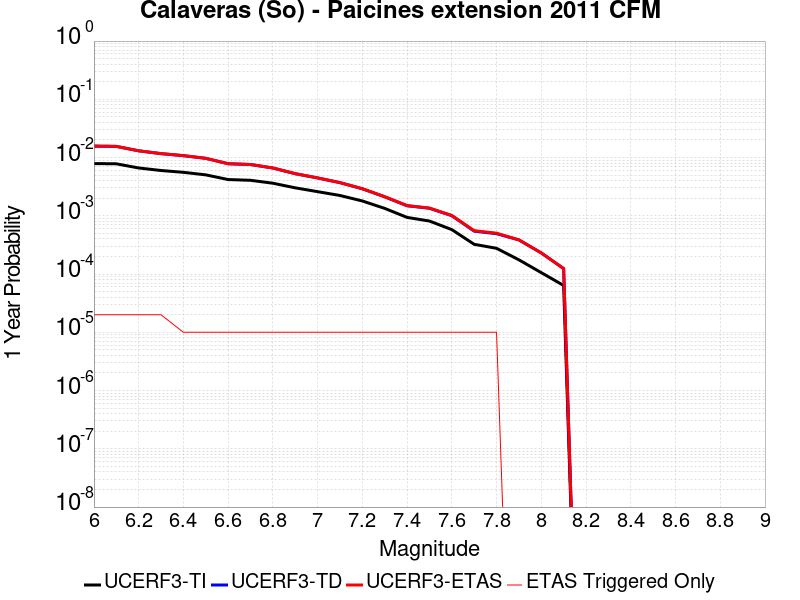 Calaveras (So) - Paicines extension 2011 CFM
10^0
10^-1
10^-2
10^-3
10^-4
10^-5
10^-6
10^-7
10^-8
1 Year Probability
6 6.2 6.4 6.6 6.8 7 7.2 7.4 7.6 7.8 8 8.2 8.4 8.6 8.8 9
Magnitude
UCERF3-TI UCERF3-TD UCERF3-ETAS ETAS Triggered Only